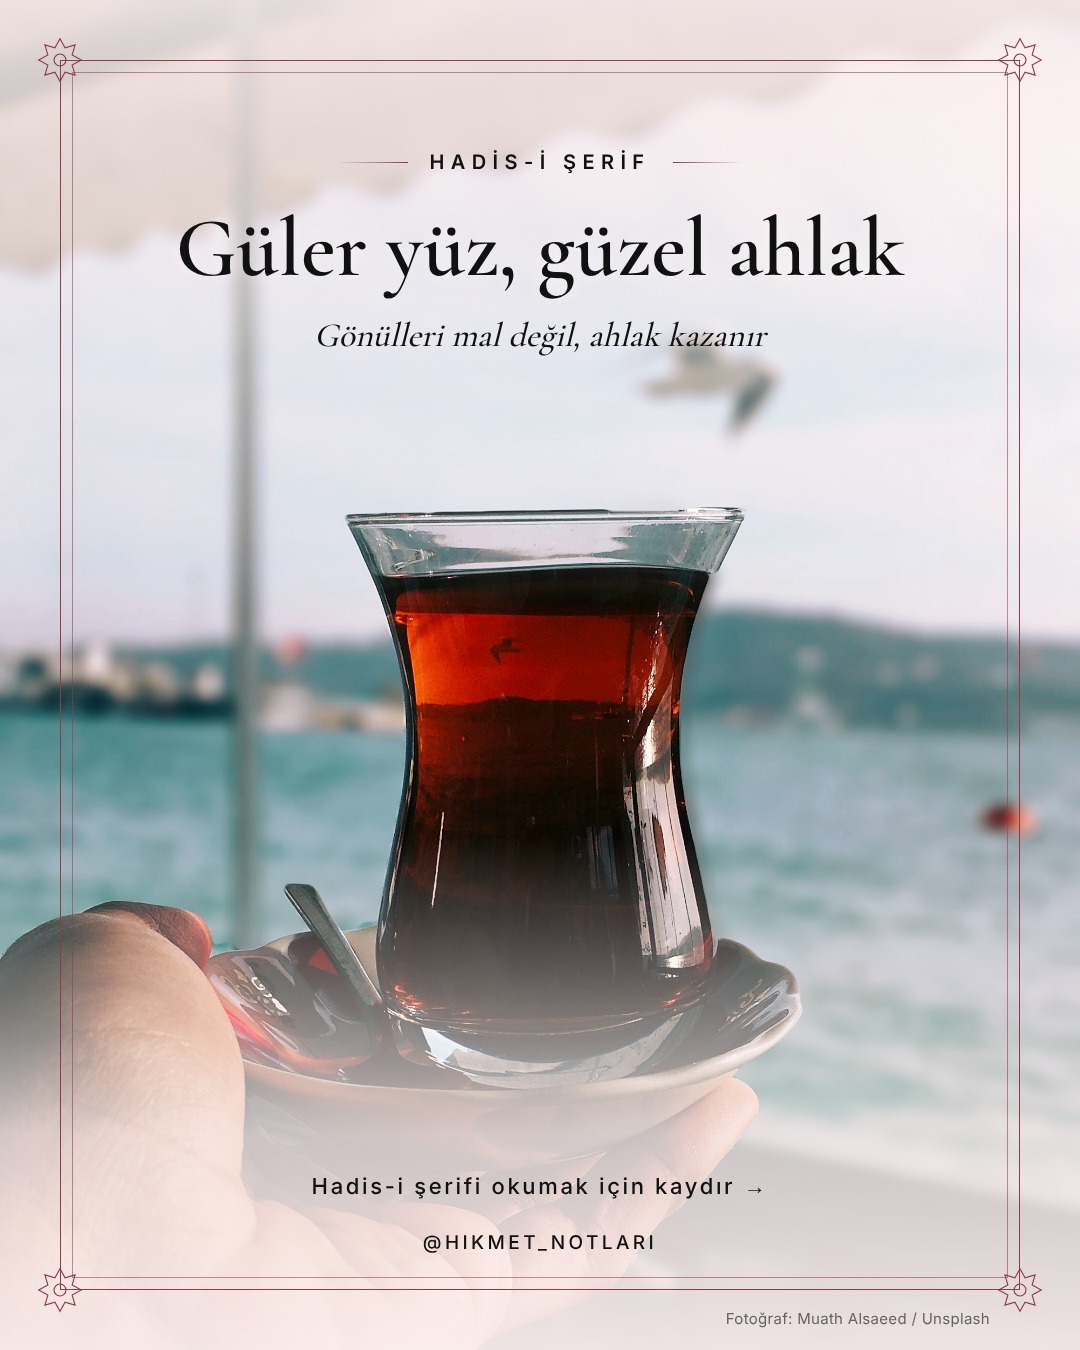 HADİS-İ ŞERİF
Güler yüz, güzel ahlak
Gönülleri mal değil, ahlak kazanır
Hadis-i şerifi okumak için kaydır →
@HIKMET_NOTLARI
Fotoğraf: Muath Alsaeed / Unsplash